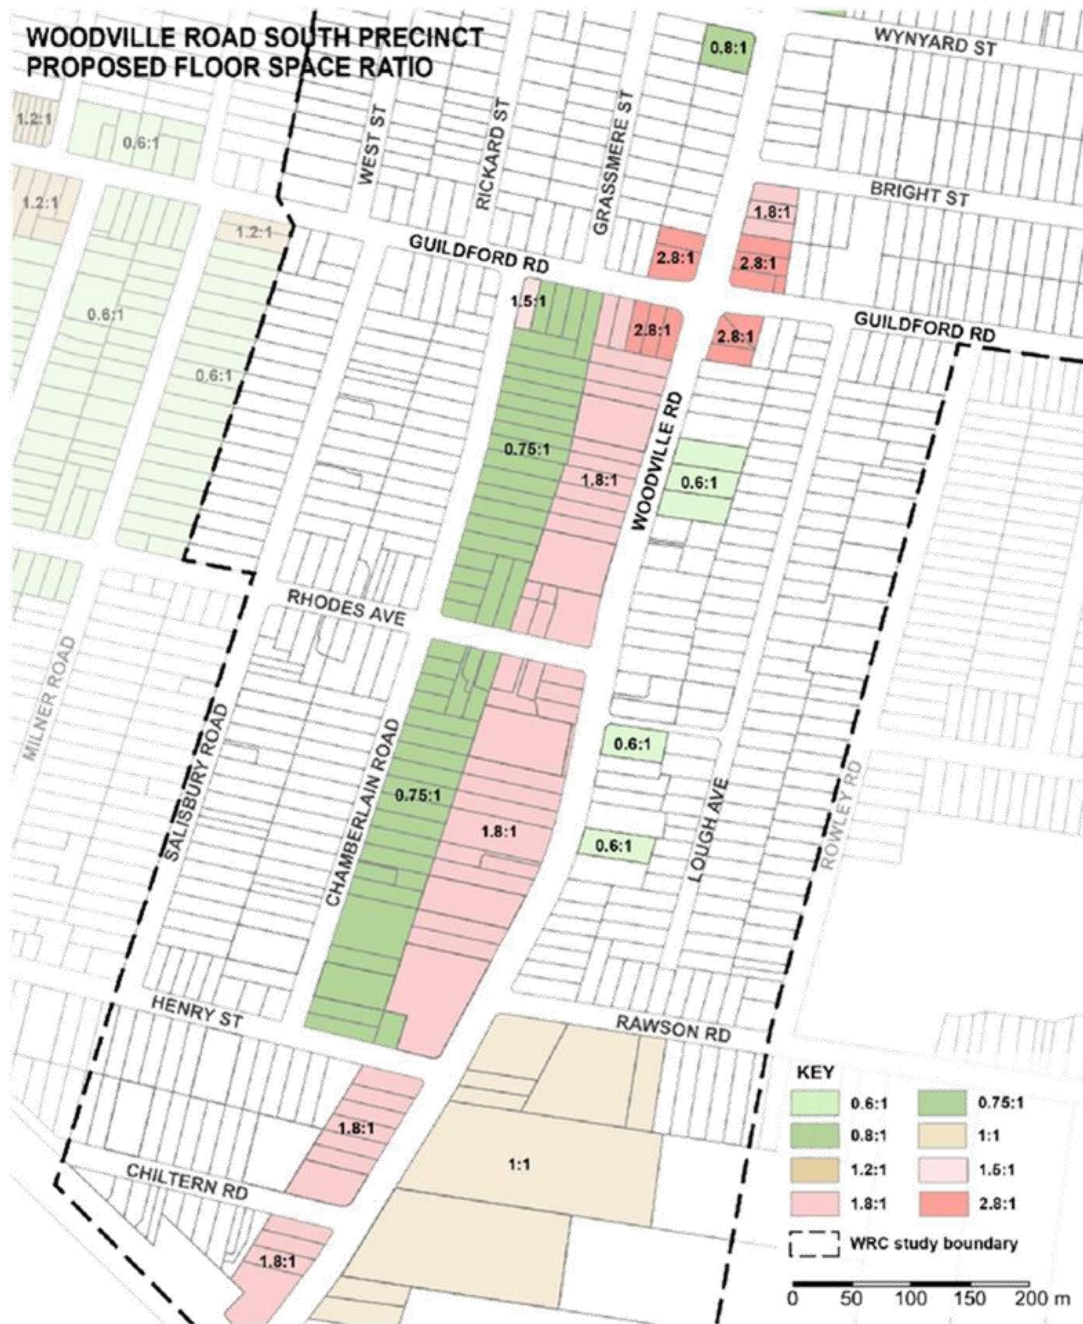 WOODVILLE ROAD SOUTH PRECINCT
PROPOSED FLOOR SPACE RATIO
WYNYARD ST
0.8:1
1.2:1
0.6:1
WEST ST
RICKARD ST
GRASSMERE ST
BRIGHT ST
1.2:1
1.2:1
1.8:1
GUILDFORD RD
2.8:1
2.8:1
1.5:1
0.6:1
2.8:1
2.8:1
GUILDFORD RD
0.6:1
WOODVILLE RD
0.75:1
1.8:1
0.6:1
RHODES AVE
MILNER ROAD
SALISBURY ROAD
CHAMBERLAIN ROAD
0.6:1
0.75:1
1.8:1
0.6:1
LOUGH AVE
ROWLEY RD
HENRY ST
RAWSON RD
1.8:1
1:1
CHILTERN RD
1.8:1
KEY
0.6:1
0.75:1
0.8:1
1:1
1.2:1
1.5:1
1.8:1
2.8:1
WRC study boundary
0 50 100 150 200 m